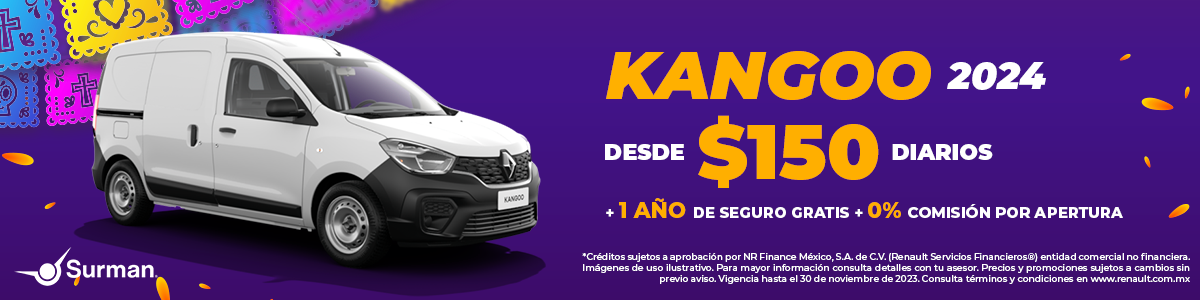 KANGOO 2024
DESDE $150 DIARIOS
+ 1 AÑO DE SEGURO GRATIS + 0% COMISIÓN POR APERTURA
KANGOO
Surman
*Créditos sujetos a aprobación por NR Finance México, S.A. de C.V. (Renault Servicios Financieros®) entidad comercial no financiera.
Imágenes de uso ilustrativo. Para mayor información consulta detalles con tu asesor. Precios y promociones sujetos a cambios sin
previo aviso. Vigencia hasta el 30 de noviembre de 2023. Consulta términos y condiciones en www.renault.com.mx